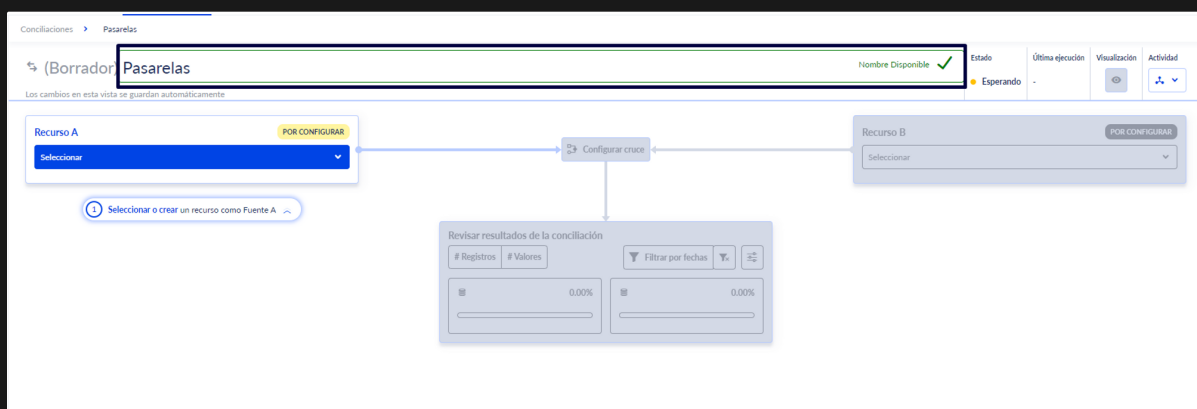 Conciliaciones > Pasarelas
(Borrador) Pasarelas
Nombre Disponible
Estado
Esperando
Última ejecución
-
Visualización
Actividad
Los cambios en esta vista se guardan automáticamente
Recurso A
POR CONFIGURAR
Seleccionar
1 Seleccionar o crear un recurso como Fuente A
Configurar cruce
Recurso B
POR CONFIGURAR
Seleccionar
Revisar resultados de la conciliación
# Registros # Valores
Filtrar por fechas
0.00%
0.00%